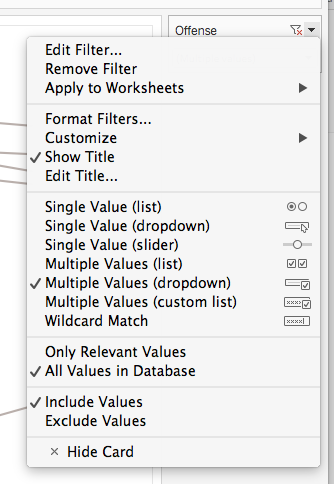 Offense
Edit Filter...
Remove Filter
Apply to Worksheets
Format Filters...
Customize
Show Title
Edit Title...
Single Value (list)
Single Value (dropdown)
Single Value (slider)
Multiple Values (list)
Multiple Values (dropdown)
Multiple Values (custom list)
Wildcard Match
Only Relevant Values
All Values in Database
Include Values
Exclude Values
Hide Card